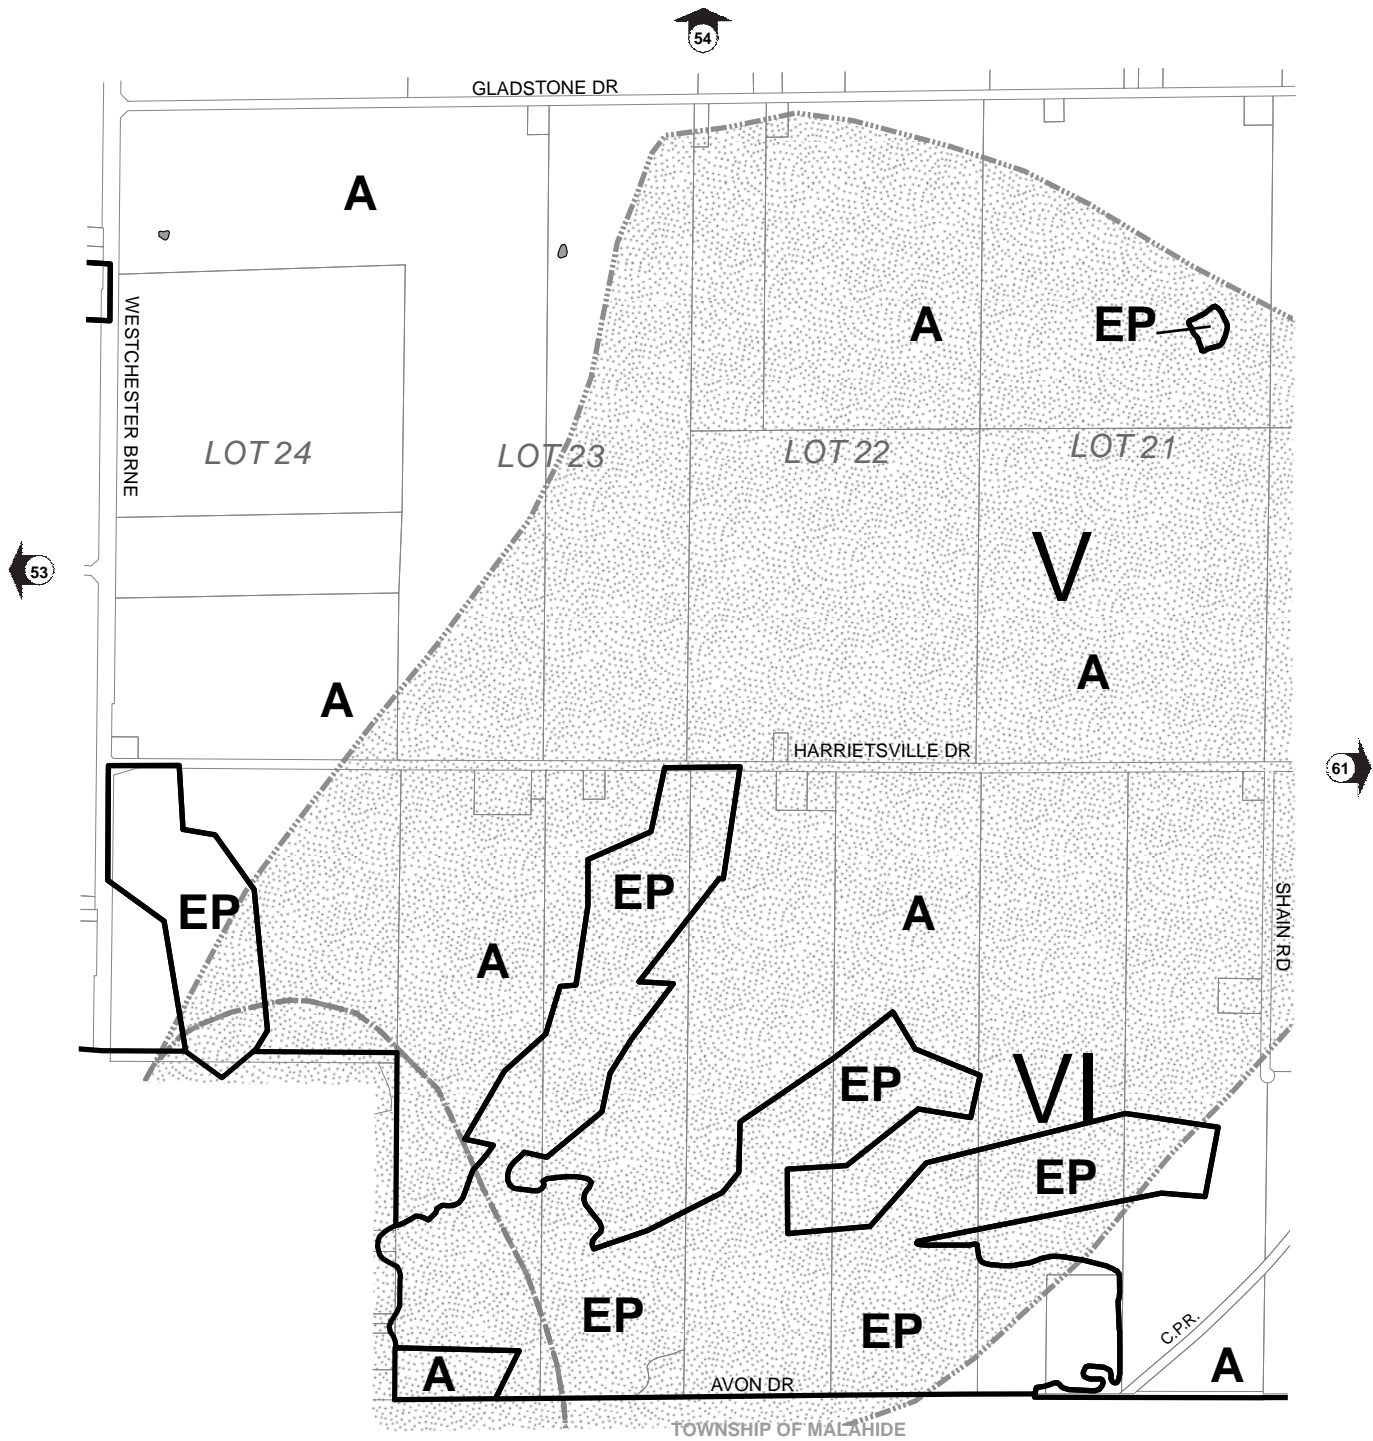 54
GLADSTONE DR
A
A
EP
WESTCHESTER BRNE
LOT 24
LOT 23
LOT 22
LOT 21
V
53
A
A
HARRIETSVILLE DR
61
EP
EP
A
A
SHAIN RD
EP
VI
EP
EP
EP
C.P.R.
A
A
AVON DR
TOWNSHIP OF MALAHIDE